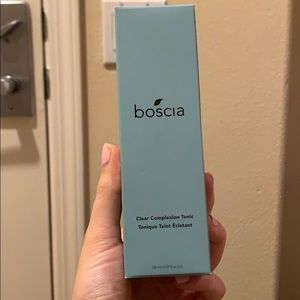 boscia
Clear Complexion Tonic
Tonique Teint Éclatant